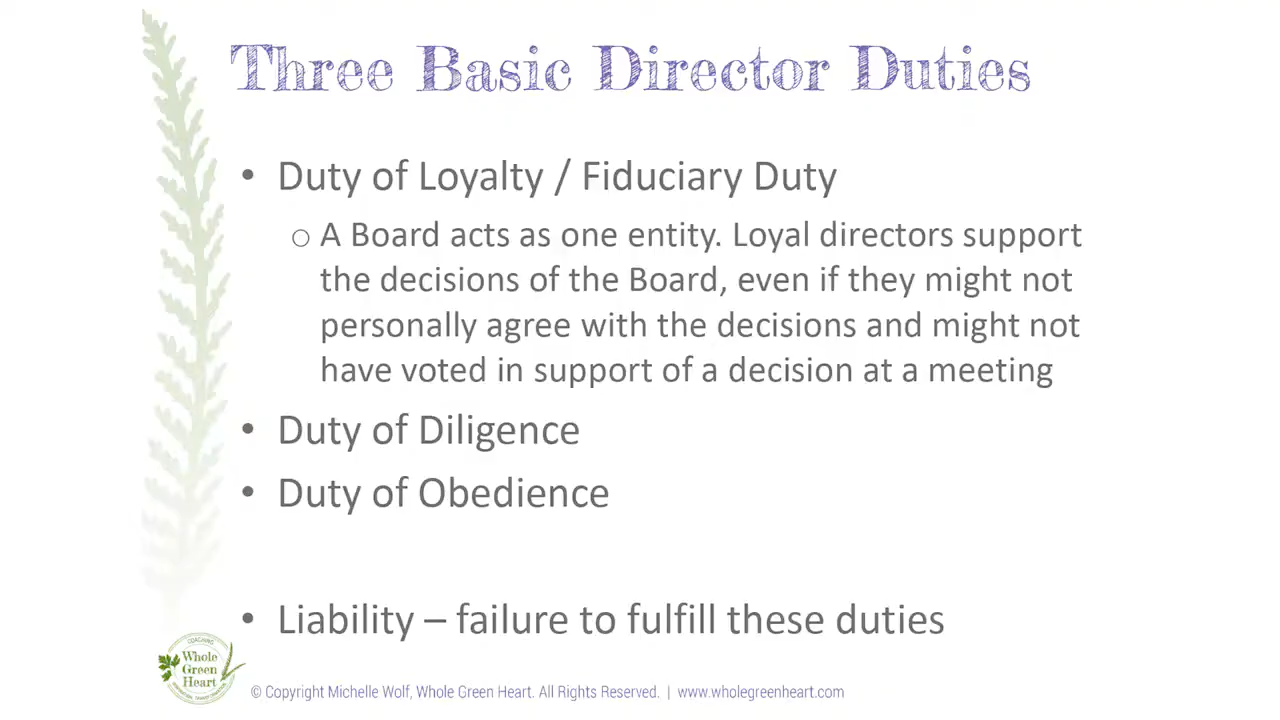 Three Basic Director Duties
• Duty of Loyalty / Fiduciary Duty
o A Board acts as one entity. Loyal directors support
the decisions of the Board, even if they might not
personally agree with the decisions and might not
have voted in support of a decision at a meeting
• Duty of Diligence
• Duty of Obedience
• Liability – failure to fulfill these duties
COACHING
Whole
Green
Heart
© Copyright Michelle Wolf, Whole Green Heart. All Rights Reserved. | www.wholegreenheart.com